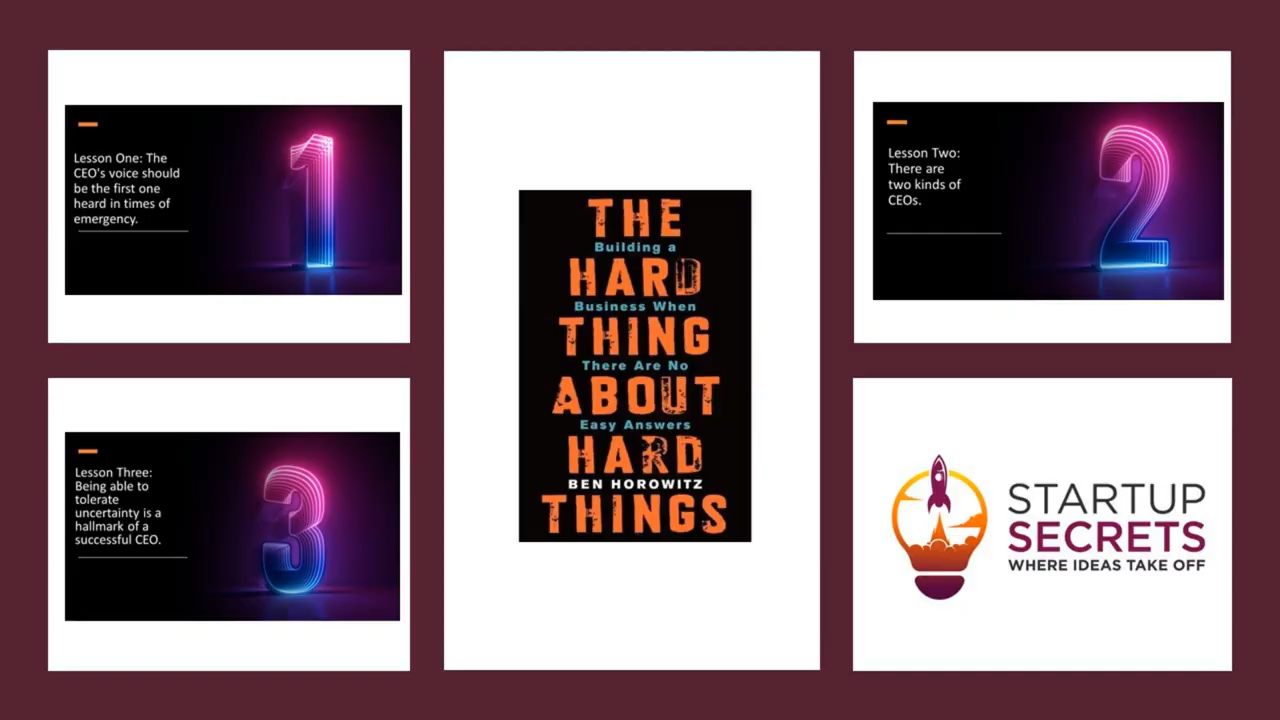 Lesson One: The
CEO's voice should
be the first one
heard in times of
emergency.
1
THE
Building a
HARD
Business When
THING
There Are No
ABOUT
Easy Answers
HARD
BEN HOROWITZ
THINGS
Lesson Two:
There are
two kinds of
CEOs.
2
Lesson Three:
Being able to
tolerate
uncertainty is a
hallmark of a
successful CEO.
3
STARTUP
SECRETS
WHERE IDEAS TAKE OFF